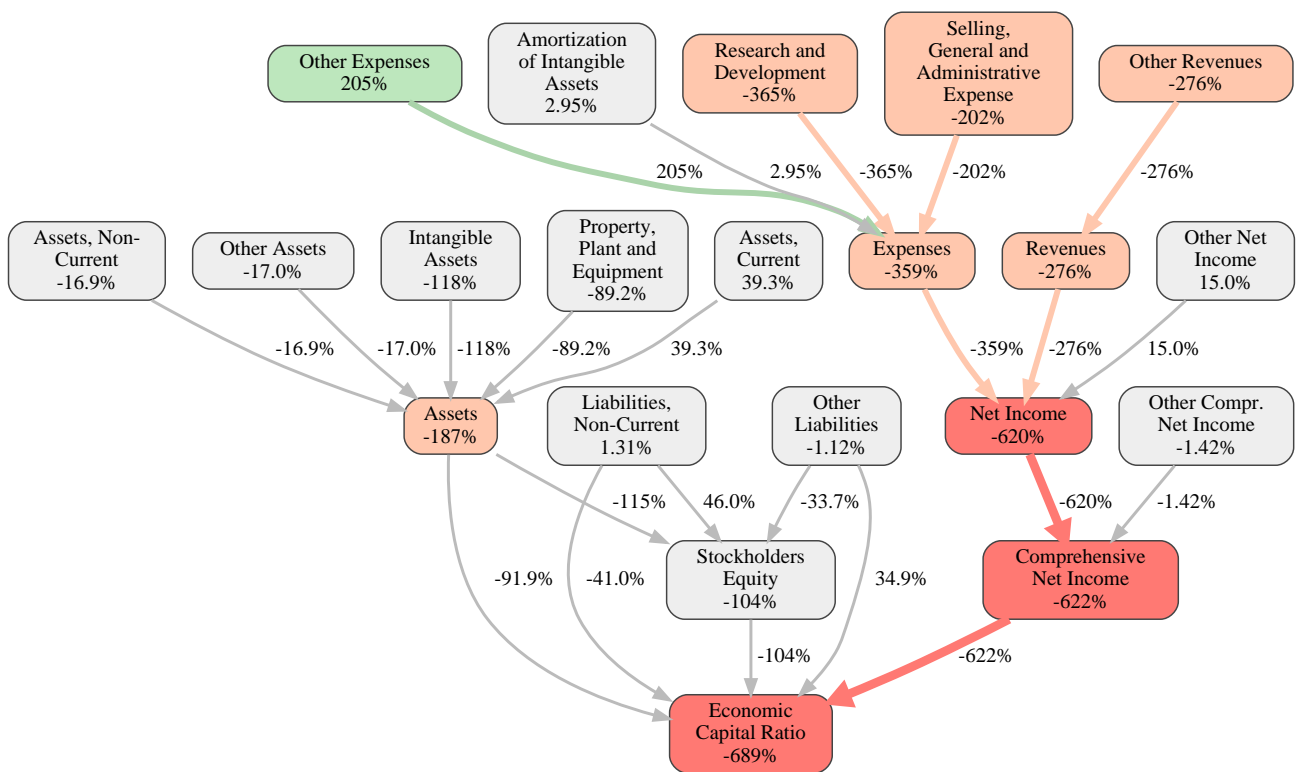 Other Expenses
205%
Amortization
of Intangible
Assets
2.95%
Research and
Development
-365%
Selling,
General and
Administrative
Expense
-202%
Other Revenues
-276%
205%
2.95%
-365%
-202%
-276%
Assets, Non-
Current
-16.9%
Other Assets
-17.0%
Intangible
Assets
-118%
Property,
Plant and
Equipment
-89.2%
Assets,
Current
39.3%
Expenses
-359%
Revenues
-276%
Other Net
Income
15.0%
-16.9%
-17.0%
-118%
-89.2%
39.3%
-359%
-276%
15.0%
Assets
-187%
Liabilities,
Non-Current
1.31%
Other
Liabilities
-1.12%
Net Income
-620%
Other Compr.
Net Income
-1.42%
-115%
46.0%
-33.7%
-620%
-1.42%
Stockholders
Equity
-104%
Comprehensive
Net Income
-622%
-91.9%
-41.0%
34.9%
-104%
-622%
Economic
Capital Ratio
-689%